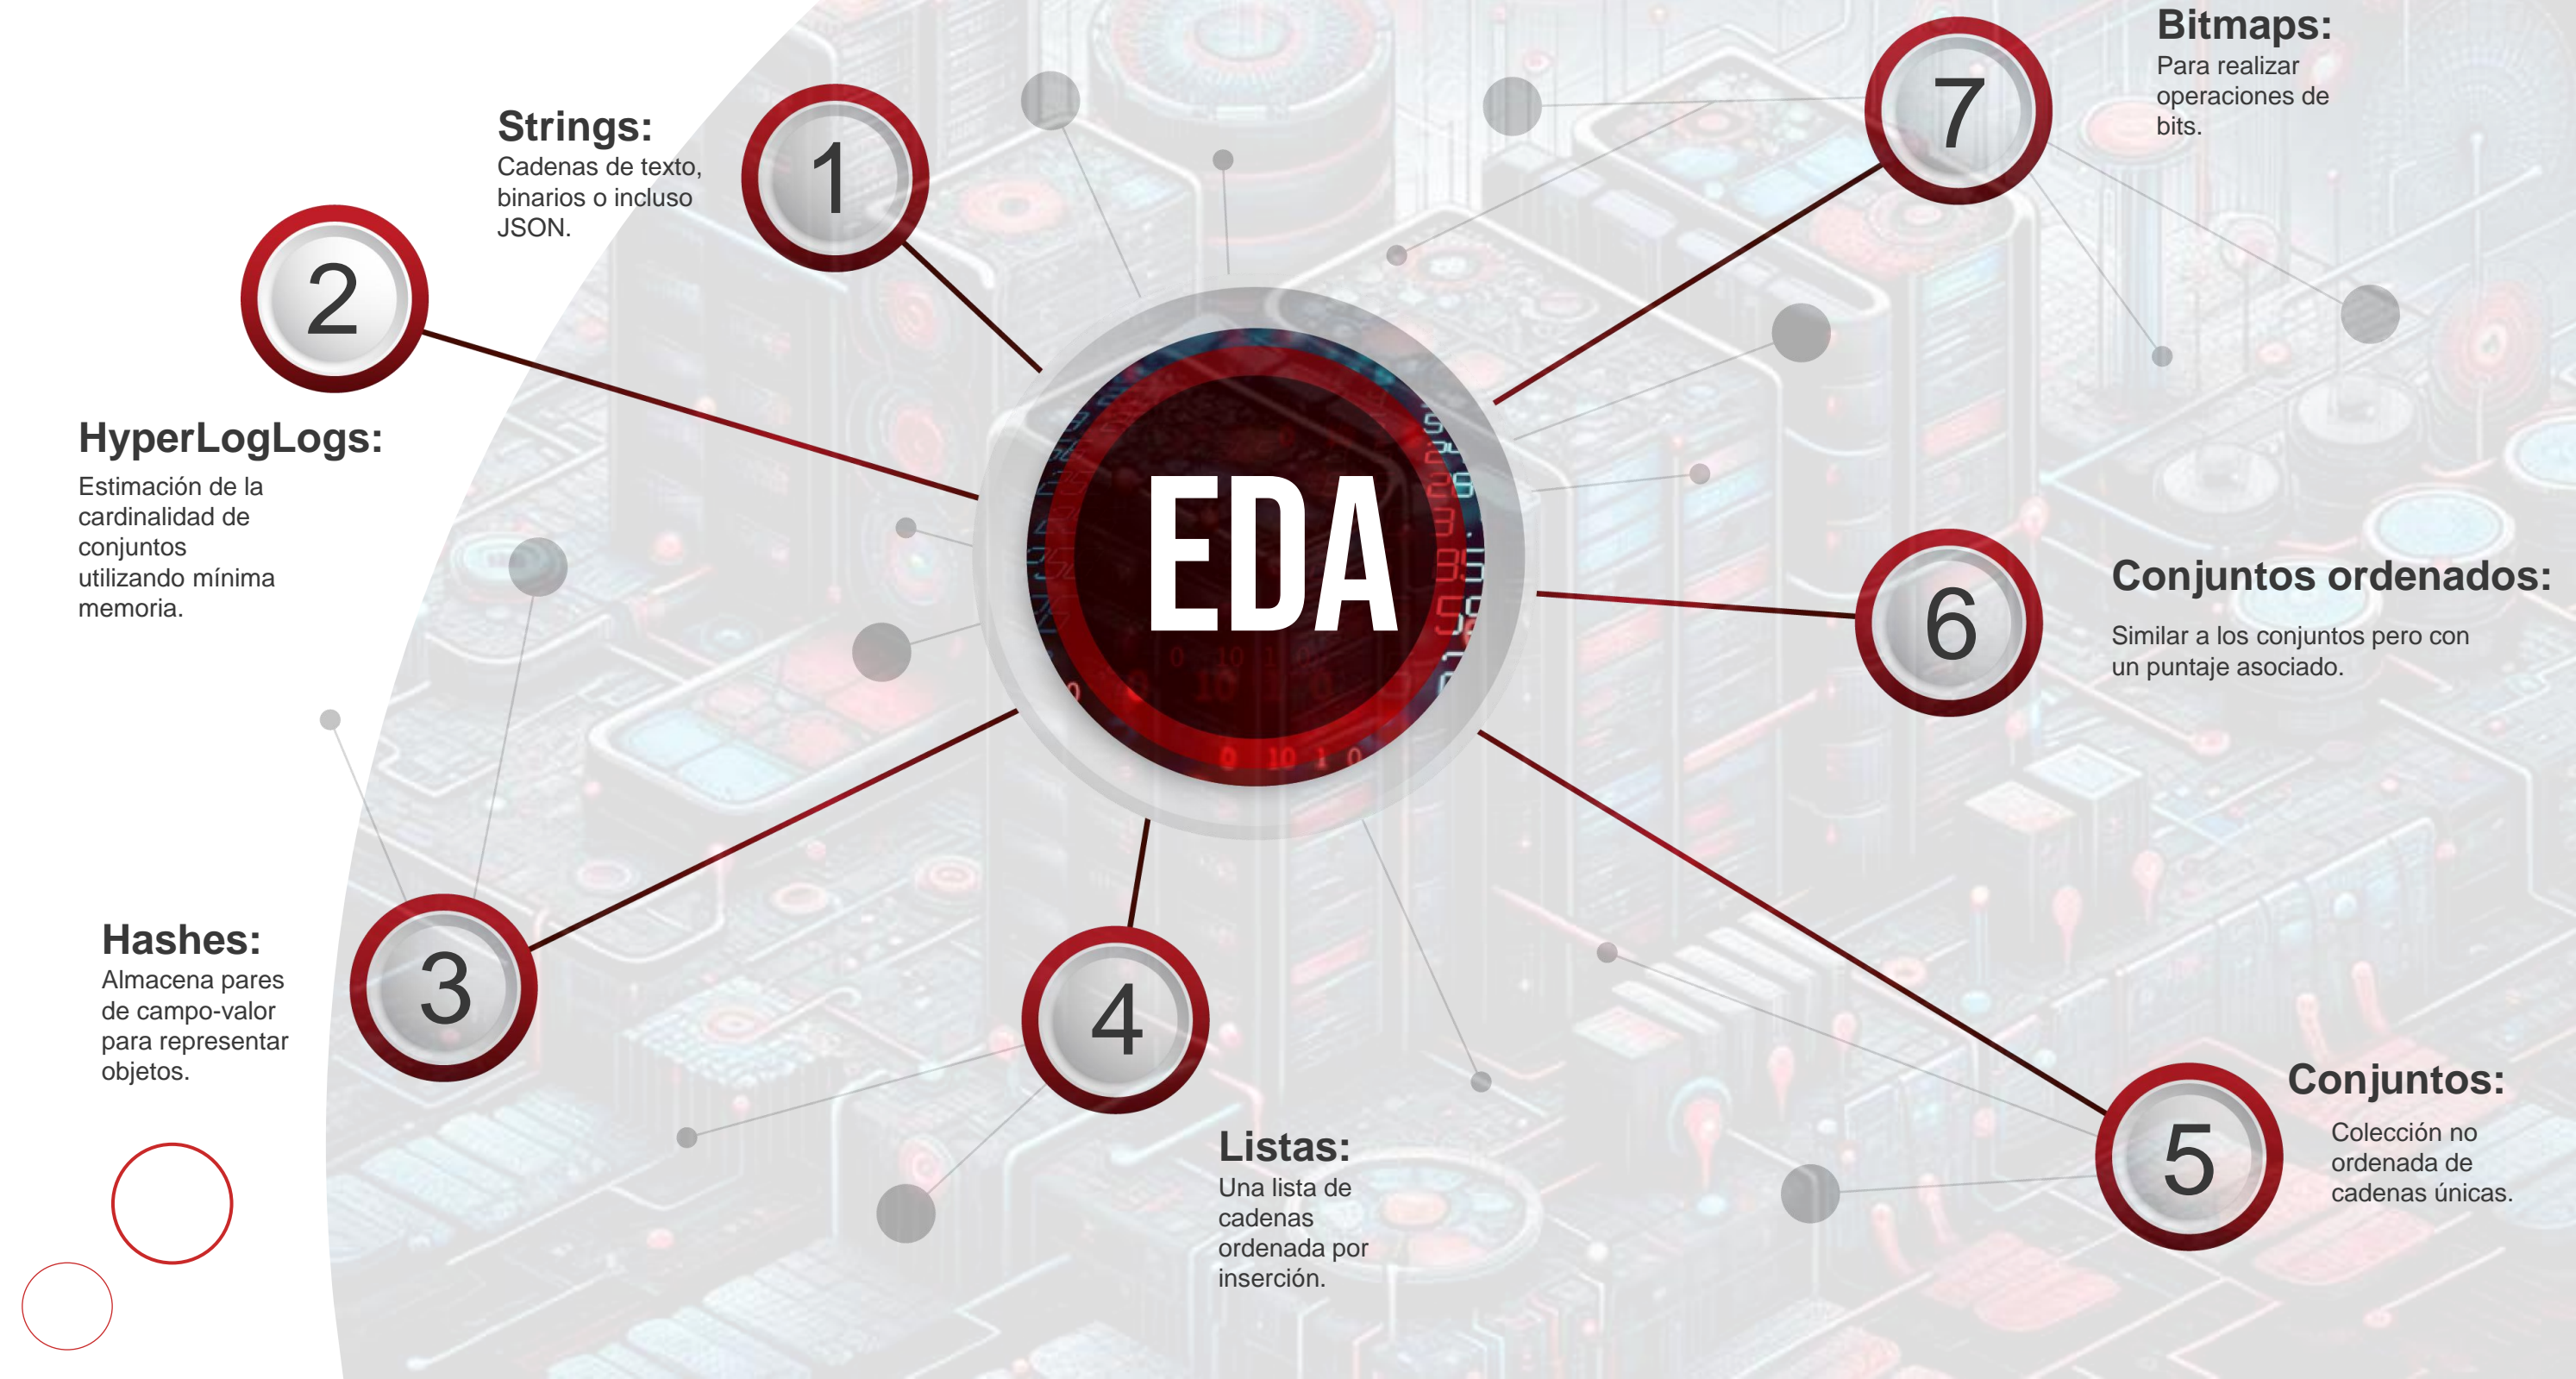 EDA
1
Strings:
Cadenas de texto,
binarios o incluso
JSON.
2
HyperLogLogs:
Estimación de la
cardinalidad de
conjuntos
utilizando mínima
memoria.
3
Hashes:
Almacena pares
de campo-valor
para representar
objetos.
4
Listas:
Una lista de
cadenas
ordenada por
inserción.
5
Conjuntos:
Colección no
ordenada de
cadenas únicas.
6
Conjuntos ordenados:
Similar a los conjuntos pero con
un puntaje asociado.
7
Bitmaps:
Para realizar
operaciones de
bits.